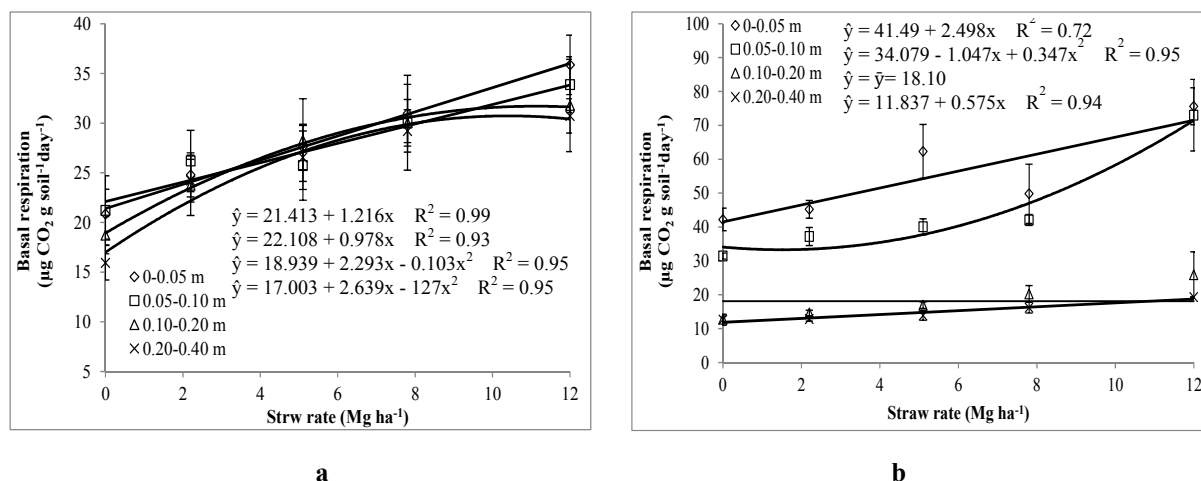 40
35
30
25
20
15
10
5
Basal respiration
(µg CO₂ g soil⁻¹day⁻¹)
ŷ = 21.413 + 1.216x R² = 0.99
ŷ = 22.108 + 0.978x R² = 0.93
ŷ = 18.939 + 2.293x - 0.103x² R² = 0.95
ŷ = 17.003 + 2.639x - 127x² R² = 0.95
0-0.05 m
0.05-0.10 m
0.10-0.20 m
0.20-0.40 m
0 2 4 6 8 10 12
Strw rate (Mg ha⁻¹)
a
100
90
80
70
60
50
40
30
20
10
0
Basal respiration
(µg CO₂ g soil⁻¹day⁻¹)
0-0.05 m
0.05-0.10 m
0.10-0.20 m
0.20-0.40 m
ŷ = 41.49 + 2.498x R² = 0.72
ŷ = 34.079 - 1.047x + 0.347x² R² = 0.95
ŷ = ȳ= 18.10
ŷ = 11.837 + 0.575x R² = 0.94
0 2 4 6 8 10 12
Straw rate (Mg ha⁻¹)
b